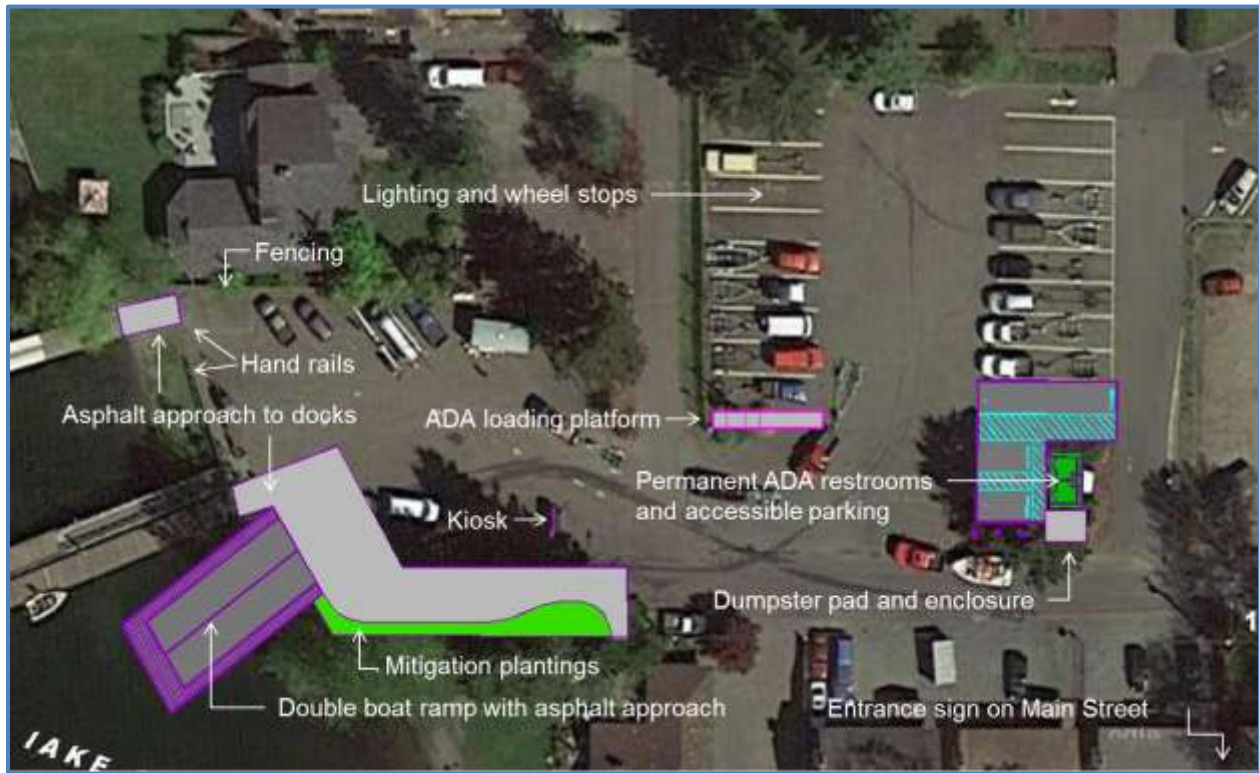 Lighting and wheel stops
Fencing
Hand rails
Asphalt approach to docks
ADA loading platform
Permanent ADA restrooms
and accessible parking
Kiosk
Dumpster pad and enclosure
1
Mitigation plantings
Double boat ramp with asphalt approach
Entrance sign on Main Street
lAKE